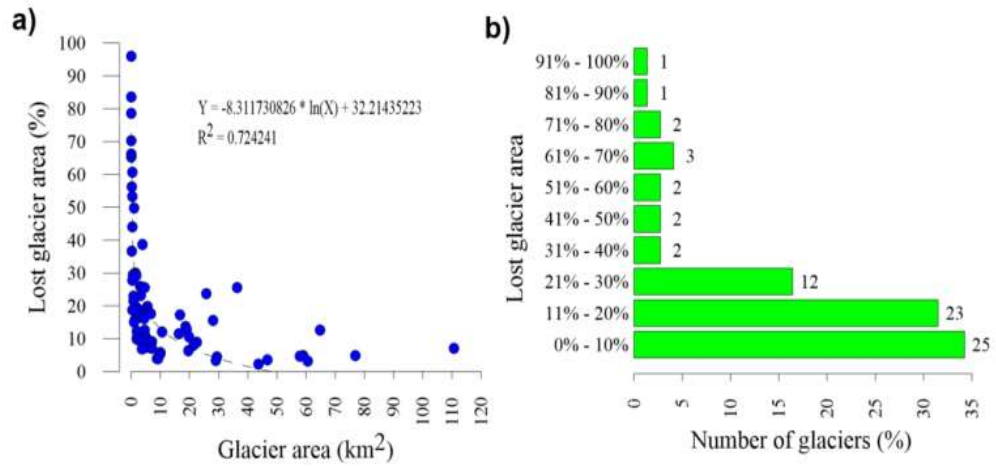 a)
100
90
80
70
60
50
40
30
20
10
0
Lost glacier area (%)
Y = -8.311730826 * ln(X) + 32.21435223
R2 = 0.724241
0 10 20 30 40 50 60 70 80 90 100 110 120
Glacier area (km2)
b)
Lost glacier area
91% - 100% 1
81% - 90% 1
71% - 80% 2
61% - 70% 3
51% - 60% 2
41% - 50% 2
31% - 40% 2
21% - 30% 12
11% - 20% 23
0% - 10% 25
0 5 10 15 20 25 30 35
Number of glaciers (%)